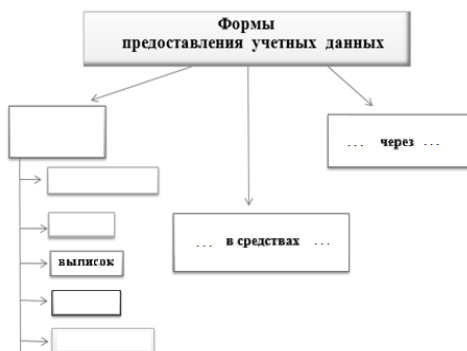 Формы
предоставления учетных данных
... через ...
... в средствах ...
выписок